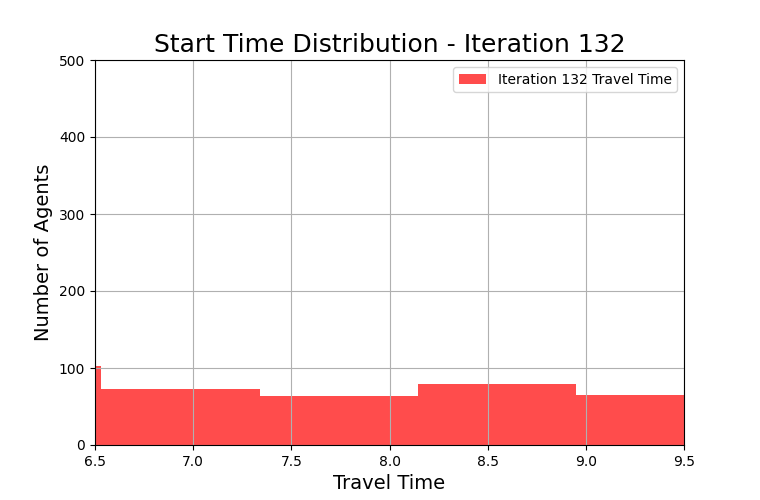 Start Time Distribution - Iteration 132
Iteration 132 Travel Time
Number of Agents
500
400
300
200
100
0
6.5 7.0 7.5 8.0 8.5 9.0 9.5
Travel Time